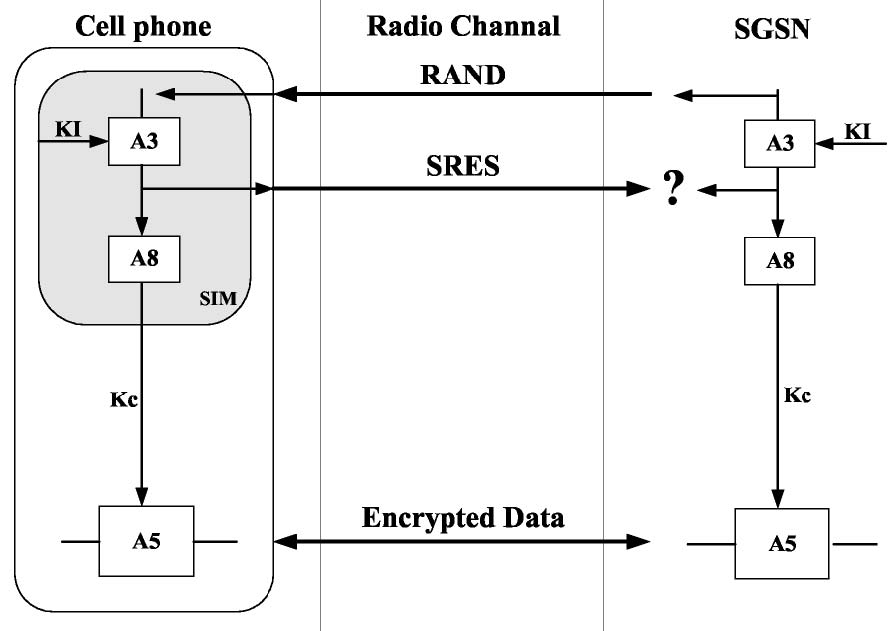 Cell phone Radio Channel SGSN
RAND
KI A3 A3 KI
SRES
?
A8 A8
SIM
Kc Kc
Encrypted Data
A5 A5